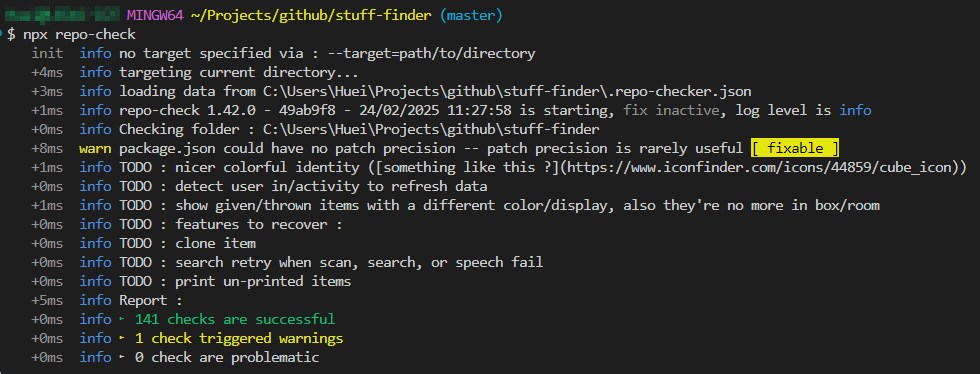 MINGW64 ~/Projects/github/stuff-finder (master)
$ npx repo-check
init info no target specified via : --target=path/to/directory
+4ms info targeting current directory...
+3ms info loading data from C:\Users\Huei\Projects\github\stuff-finder\.repo-checker.json
+1ms info repo-check 1.42.0 - 49ab9f8 - 24/02/2025 11:27:58 is starting, fix inactive, log level is info
+0ms info Checking folder : C:\Users\Huei\Projects\github\stuff-finder
+8ms warn package.json could have no patch precision -- patch precision is rarely useful [ fixable ]
+1ms info TODO : nicer colorful identity ([something like this ?](https://www.iconfinder.com/icons/44859/cube_icon))
+0ms info TODO : detect user in/activity to refresh data
+1ms info TODO : show given/thrown items with a different color/display, also they're no more in box/room
+0ms info TODO : features to recover :
+0ms info TODO : clone item
+0ms info TODO : search retry when scan, search, or speech fail
+0ms info TODO : print un-printed items
+5ms info Report :
+0ms info ‣ 141 checks are successful
+0ms info ‣ 1 check triggered warnings
+0ms info ‣ 0 check are problematic